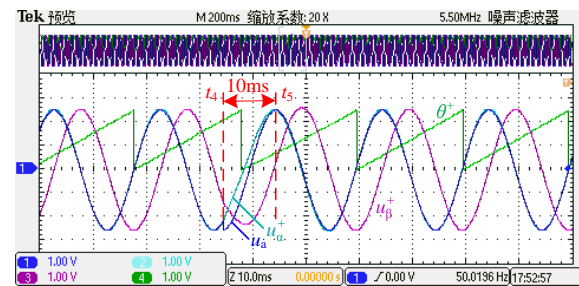 Tek 预览 M 200ms 缩放系数: 20 X 5.50MHz 噪声滤波器
10ms
t4 t5
θ+
1
uβ+
uα+
ua
1 1.00 V 2 1.00 V
3 1.00 V 4 1.00 V
Z 10.0ms 0.00000 s 1 / 0.00 V 50.0196 Hz 17:52:57